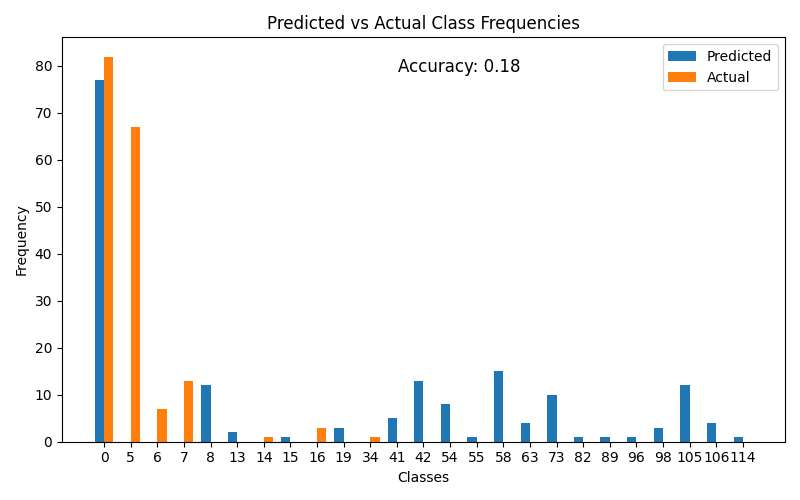 Predicted vs Actual Class Frequencies
Accuracy: 0.18
Predicted
Actual
Frequency
80
70
60
50
40
30
20
10
0
0 5 6 7 8 13 14 15 16 19 34 41 42 54 55 58 63 73 82 89 96 98 105 106 114
Classes